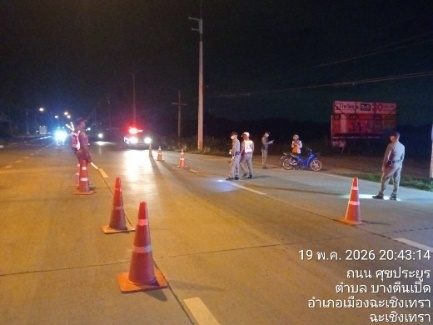 19 พ.ค. 2026 20:43:14
ถนน ศุขประยูร
ตำบล บางตีนเป็ด
อำเภอเมืองฉะเชิงเทรา
ฉะเชิงเทรา